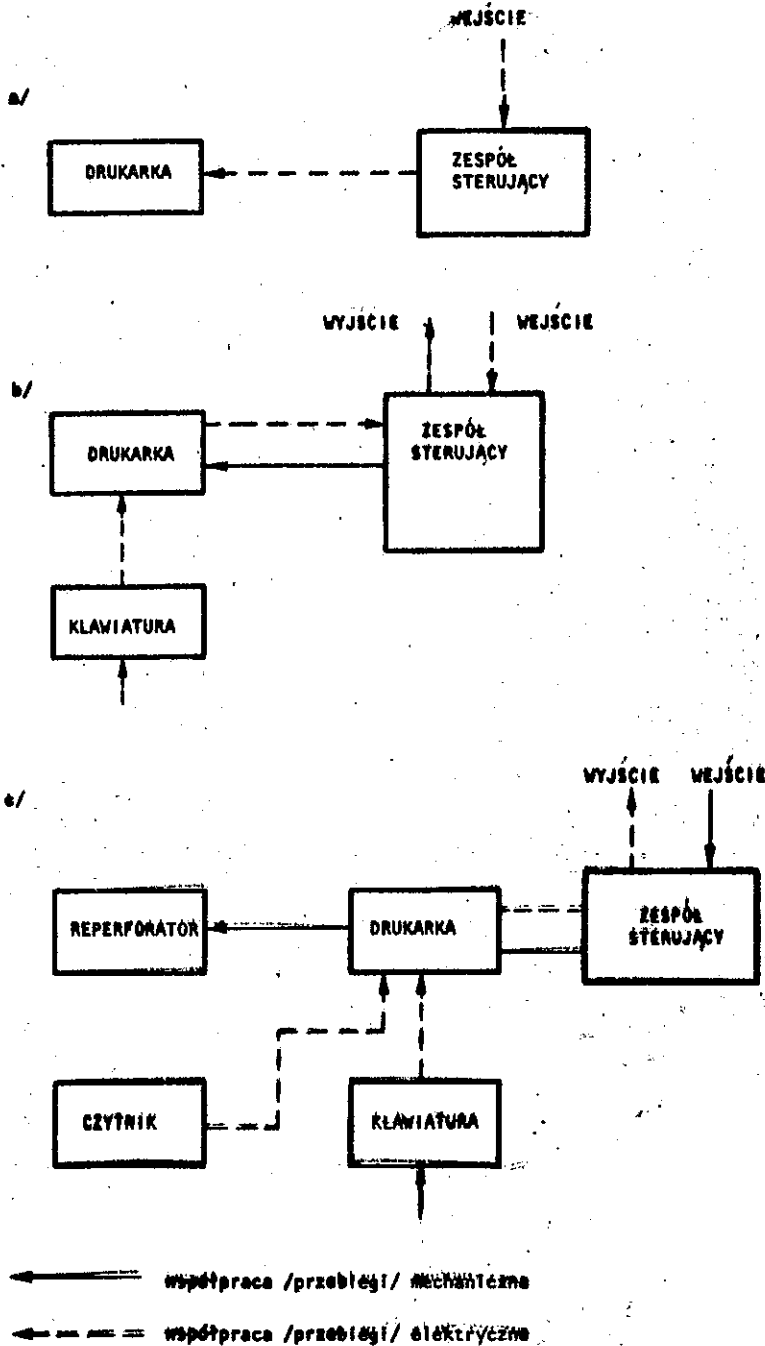 WEJŚCIE
a/
DRUKARKA
ZESPÓŁ
STERUJĄCY
WYJŚCIE WEJŚCIE
b/
DRUKARKA
ZESPÓŁ
STERUJĄCY
KLAWIATURA
WYJŚCIE WEJŚCIE
c/
REPERFORATOR
DRUKARKA
ZESPÓŁ
STERUJĄCY
CZYTNIK
KLAWIATURA
współpraca /przebiegi/ mechaniczne
współpraca /przebiegi/ elektryczne